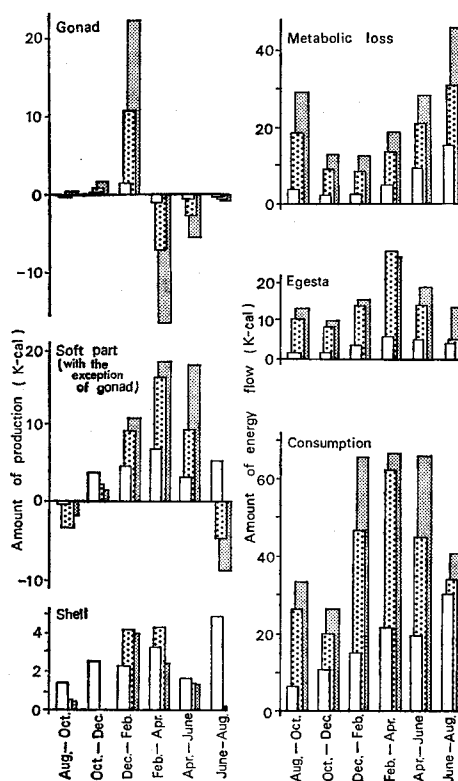 Gonad
20
10
0
-10
Soft part
(with the
exception
of gonad)
20
10
0
-10
Shell
4
2
0
Amount of production ( K-cal)
Aug.– Oct.
Oct. – Dec.
Dec.– Feb.
Feb. – Apr.
Apr.–June
June–Aug.
Metabolic loss
40
20
0
Egesta
20
10
0
Consumption
60
40
20
0
Amount of energy flow ( K-cal)
Aug. – Oct.
Oct. – Dec.
Dec. – Feb.
Feb. – Apr.
Apr. – June
June – Aug.